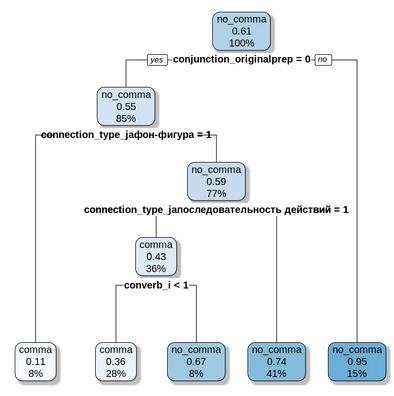 no_comma
0.61
100%
yes conjunction_originalprep = 0 no
no_comma
0.55
85%
connection_type_jaфон-фигура = 1
no_comma
0.59
77%
connection_type_jaпоследовательность действий = 1
comma
0.43
36%
converb_i < 1
comma
0.11
8%
comma
0.36
28%
no_comma
0.67
8%
no_comma
0.74
41%
no_comma
0.95
15%